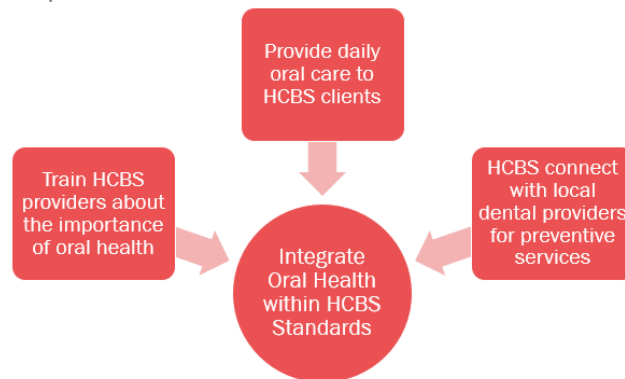 Provide daily
oral care to
HCBS clients
Train HCBS
providers about
the importance
of oral health
HCBS connect
with local
dental providers
for preventive
services
Integrate
Oral Health
within HCBS
Standards